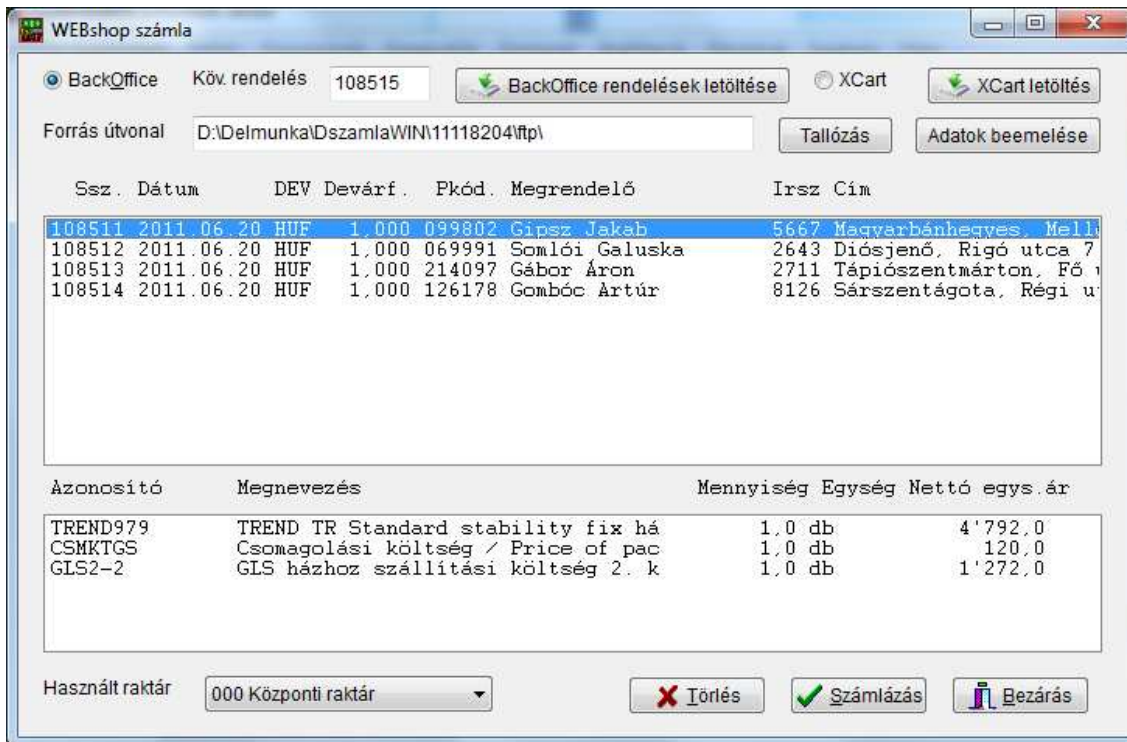 WEBshop számla
BackOffice Köv. rendelés 108515 BackOffice rendelések letöltése XCart XCart letöltés
Forrás útvonal D:\Delmunka\DszamlaWIN\11118204\ftp\ Tallózás Adatok beemelése
Ssz. Dátum DEV Devárf. Pkód. Megrendelő Irsz Cím
108511 2011.06.20 HUF 1,000 099802 Gipsz Jakab 5667 Magyarbánhegyes, Mell
108512 2011.06.20 HUF 1,000 069991 Somlói Galuska 2643 Diósjenő, Rigó utca 7
108513 2011.06.20 HUF 1,000 214097 Gábor Áron 2711 Tápiószentmárton, Fő
108514 2011.06.20 HUF 1,000 126178 Gombóc Artúr 8126 Sárszentágota, Régi u
Azonosító Megnevezés Mennyiség Egység Nettó egys.ár
TREND979 TREND TR Standard stability fix há 1,0 db 4'792,0
CSMKTGS Csomagolási költség / Price of pac 1,0 db 120,0
GLS2-2 GLS házhoz szállítási költség 2. k 1,0 db 1'272,0
Használt raktár 000 Központi raktár Törlés Számlázás Bezárás